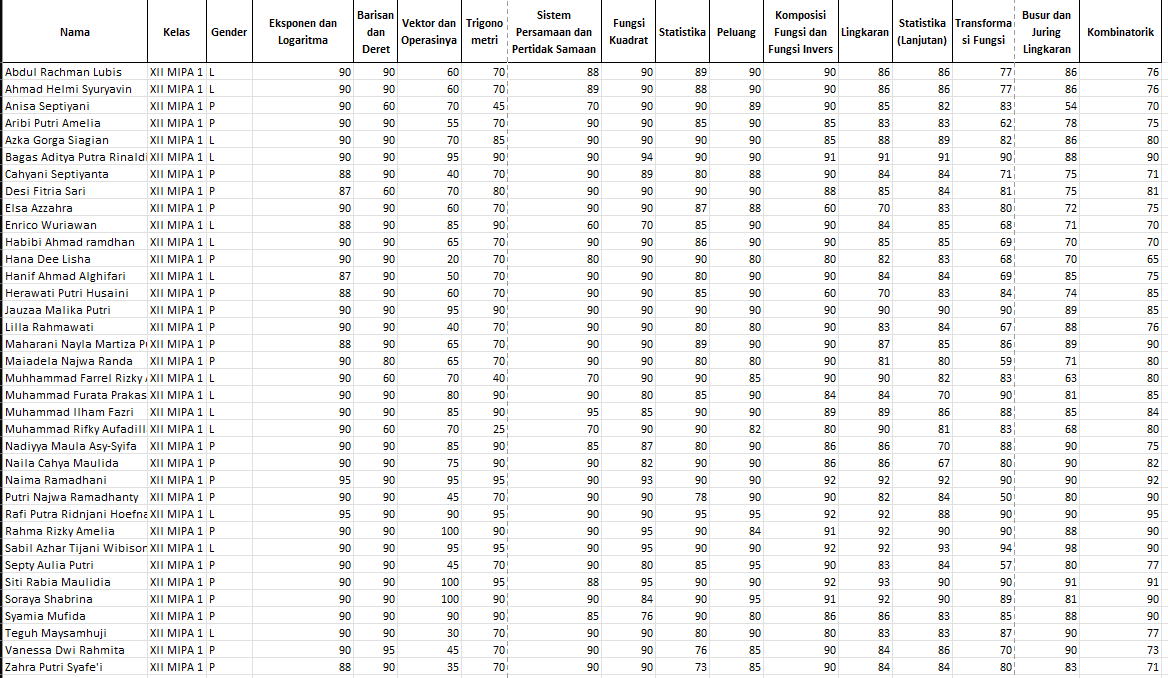 Nama Kelas Gender Eksponen dan Logaritma Barisan dan Deret Vektor dan Operasinya Trigono metri Sistem Persamaan dan Pertidak Samaan Fungsi Kuadrat Statistika Peluang Komposisi Fungsi dan Fungsi Invers Lingkaran Statistika (Lanjutan) Transforma si Fungsi Busur dan Juring Lingkaran Kombinatorik
Abdul Rachman Lubis XII MIPA 1 L 90 90 60 70 88 90 89 90 90 86 86 77 86 76
Ahmad Helmi Syuryavin XII MIPA 1 L 90 90 60 70 89 90 88 90 90 86 86 77 86 76
Anisa Septiyani XII MIPA 1 P 90 60 70 45 70 90 90 89 90 85 82 83 54 70
Aribi Putri Amelia XII MIPA 1 P 90 90 55 70 90 90 85 90 85 83 83 62 78 75
Azka Gorga Siagian XII MIPA 1 L 90 90 70 85 90 90 90 90 85 88 89 82 86 80
Bagas Aditya Putra Rinaldi XII MIPA 1 L 90 90 95 90 90 94 90 90 91 91 91 90 88 90
Cahyani Septiyanta XII MIPA 1 P 88 90 40 70 90 89 80 88 90 84 84 71 75 71
Desi Fitria Sari XII MIPA 1 P 87 60 70 80 90 90 90 90 88 85 84 81 75 81
Elsa Azzahra XII MIPA 1 P 90 90 60 70 90 90 87 88 60 70 83 80 72 75
Enrico Wuriawan XII MIPA 1 L 88 90 85 90 60 70 85 90 90 84 85 68 71 70
Habibi Ahmad ramdhan XII MIPA 1 L 90 90 65 70 90 90 86 90 90 85 85 69 70 70
Hana Dee Lisha XII MIPA 1 P 90 90 20 70 80 90 90 80 80 82 83 68 70 65
Hanif Ahmad Alghifari XII MIPA 1 L 87 90 50 70 90 90 80 90 90 84 84 69 85 75
Herawati Putri Husaini XII MIPA 1 P 88 90 60 70 90 90 85 90 60 70 83 84 74 85
Jauzaa Malika Putri XII MIPA 1 P 90 90 95 90 90 90 90 90 90 90 90 90 89 85
Lilla Rahmawati XII MIPA 1 P 90 90 40 70 90 90 80 80 90 83 84 67 88 76
Maharani Nayla Martiza XII MIPA 1 P 88 90 65 70 90 90 89 90 90 87 85 86 89 90
Maiadela Najwa Randa XII MIPA 1 P 90 80 65 70 90 90 80 80 90 81 80 59 71 80
Muhhammad Farrel Rizky XII MIPA 1 L 90 60 70 40 70 90 90 85 90 90 82 83 63 80
Muhammad Furata Prakas XII MIPA 1 L 90 90 80 90 90 80 85 90 84 84 70 90 81 85
Muhammad Ilham Fazri XII MIPA 1 L 90 90 85 90 95 85 90 90 89 89 86 88 85 84
Muhammad Rifky Aufadill XII MIPA 1 L 90 60 70 25 70 90 90 82 80 90 81 83 68 80
Nadiyya Maula Asy-Syifa XII MIPA 1 P 90 90 85 90 85 87 80 90 86 86 70 88 90 75
Naila Cahya Maulida XII MIPA 1 P 90 90 75 90 90 82 90 90 86 86 67 80 90 82
Naima Ramadhani XII MIPA 1 P 95 90 95 95 90 93 90 90 92 92 92 90 90 92
Putri Najwa Ramadhanty XII MIPA 1 P 90 90 45 70 90 90 78 90 90 82 84 50 80 90
Rafi Putra Ridnjani Hoefna XII MIPA 1 L 95 90 90 95 90 90 95 95 92 92 88 90 90 95
Rahma Rizky Amelia XII MIPA 1 P 90 90 100 90 90 95 90 84 91 92 90 90 88 90
Sabil Azhar Tijani Wibison XII MIPA 1 L 90 90 95 95 90 95 90 90 92 92 93 94 98 90
Septy Aulia Putri XII MIPA 1 P 90 90 45 70 90 80 85 95 90 83 84 57 80 77
Siti Rabia Maulidia XII MIPA 1 P 90 90 100 95 88 95 90 90 92 93 90 90 91 91
Soraya Shabrina XII MIPA 1 P 90 90 100 90 90 84 90 95 91 92 90 89 81 90
Syamia Mufida XII MIPA 1 P 90 90 90 90 85 76 90 80 86 86 83 85 88 90
Teguh Maysamhuji XII MIPA 1 L 90 90 30 70 90 90 80 90 80 83 83 87 90 77
Vanessa Dwi Rahmita XII MIPA 1 P 90 95 45 70 90 90 76 85 90 84 86 70 90 73
Zahra Putri Syafe'i XII MIPA 1 P 88 90 35 70 90 90 73 85 90 84 84 80 83 71